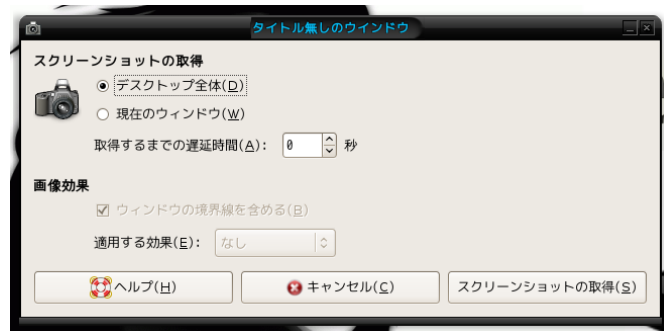 タイトル無しのウインドウ
スクリーンショットの取得
デスクトップ全体(D)
現在のウィンドウ(W)
取得するまでの遅延時間(A): 0 秒
画像効果
ウィンドウの境界線を含める(B)
適用する効果(E): なし
ヘルプ(H) キャンセル(C) スクリーンショットの取得(S)